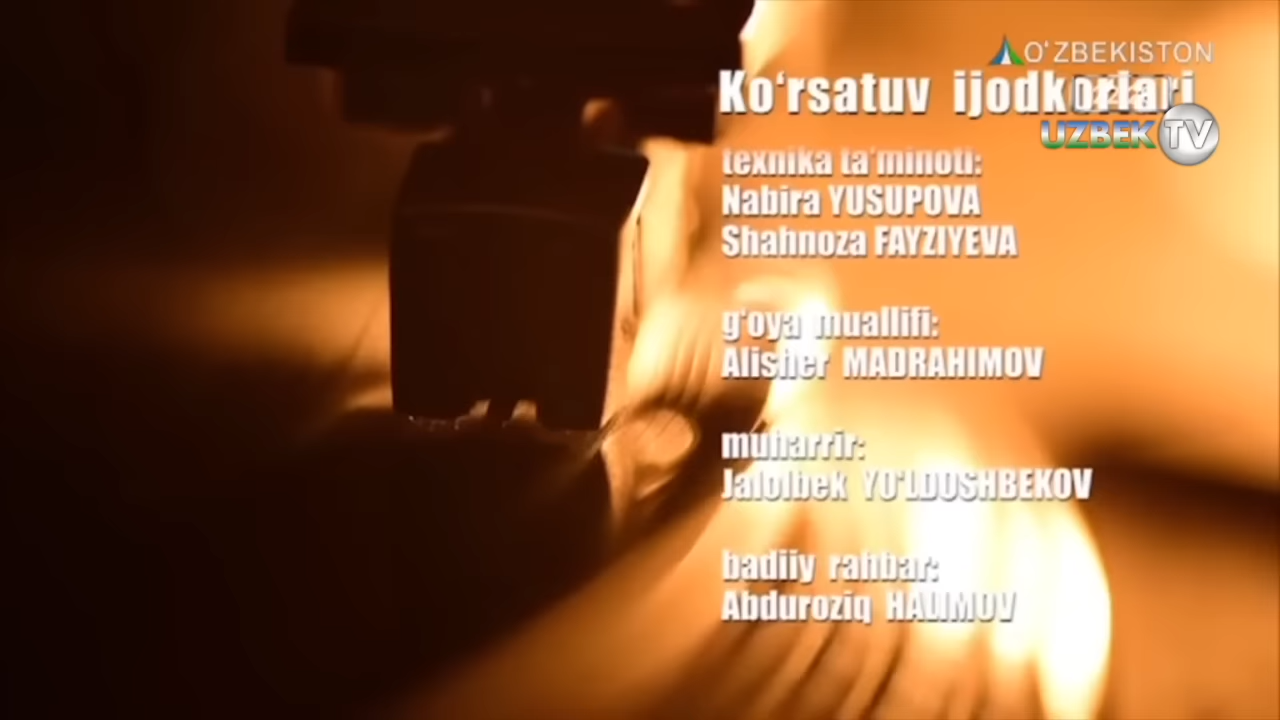 O'ZBEKISTON
Ko'rsatuv ijodkorlari
UZBEK TV
texnika ta'minoti:
Nabira YUSUPOVA
Shahnoza FAYZIYEVA
g'oya muallifi:
Alisher MADRAHIMOV
muharrir:
Jalolbek YO'LDOSHBEKOV
badiiy rahbar:
Abduroziq HALIMOV